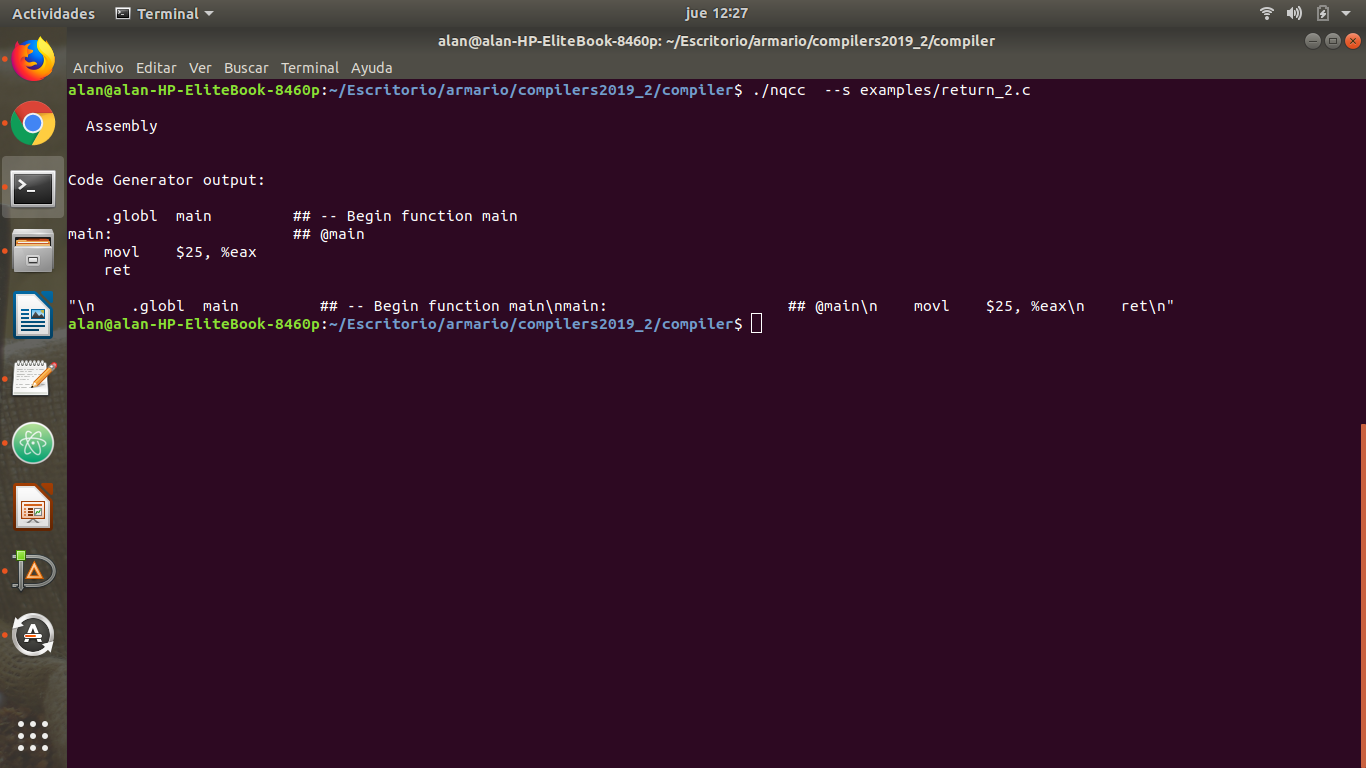 Actividades Terminal jue 12:27
alan@alan-HP-EliteBook-8460p: ~/Escritorio/armario/compilers2019_2/compiler
Archivo Editar Ver Buscar Terminal Ayuda
alan@alan-HP-EliteBook-8460p:~/Escritorio/armario/compilers2019_2/compiler$ ./nqcc  --s examples/return_2.c
  Assembly
Code Generator output:
    .globl  main         ## -- Begin function main
main:                    ## @main
    movl    $25, %eax
    ret
"\n    .globl  main         ## -- Begin function main\nmain:                    ## @main\n    movl    $25, %eax\n    ret\n"
alan@alan-HP-EliteBook-8460p:~/Escritorio/armario/compilers2019_2/compiler$